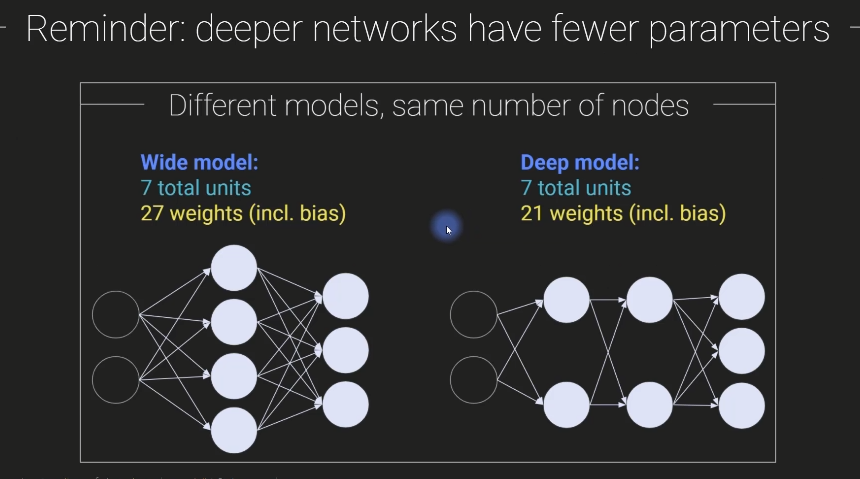 Reminder: deeper networks have fewer parameters
Different models, same number of nodes
Wide model:
7 total units
27 weights (incl. bias)
Deep model:
7 total units
21 weights (incl. bias)